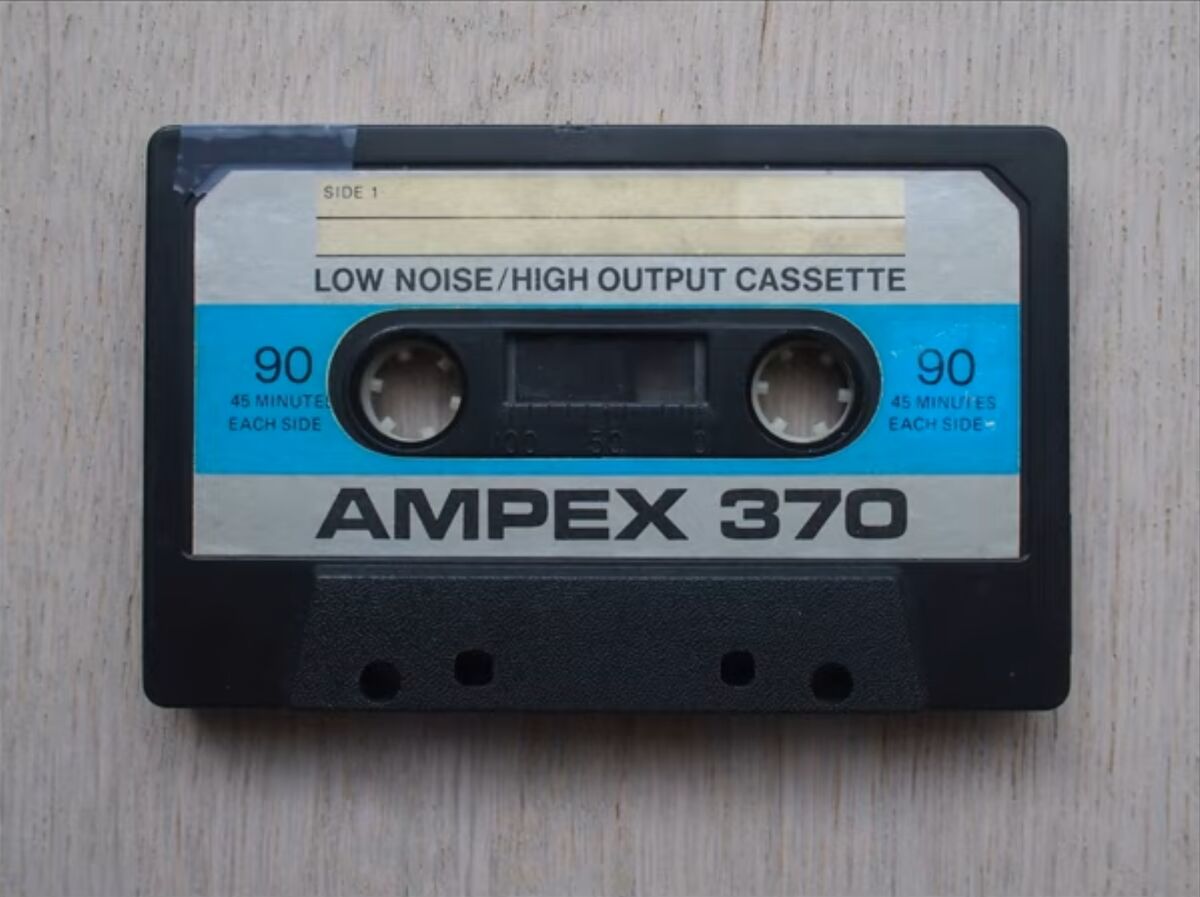 SIDE 1
LOW NOISE/HIGH OUTPUT CASSETTE
90
45 MINUTES
EACH SIDE
90
45 MINUTES
EACH SIDE
100 50 0
AMPEX 370